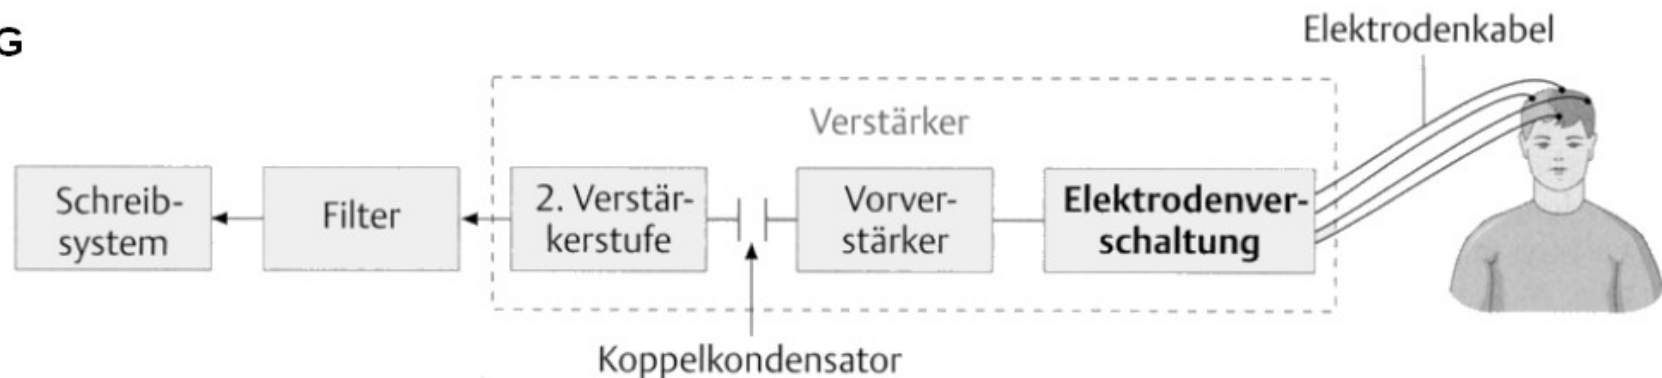 G
Elektrodenkabel
Verstärker
Schreib-
system
Filter
2. Verstär-
kerstufe
Vorver-
stärker
Elektrodenver-
schaltung
Koppelkondensator